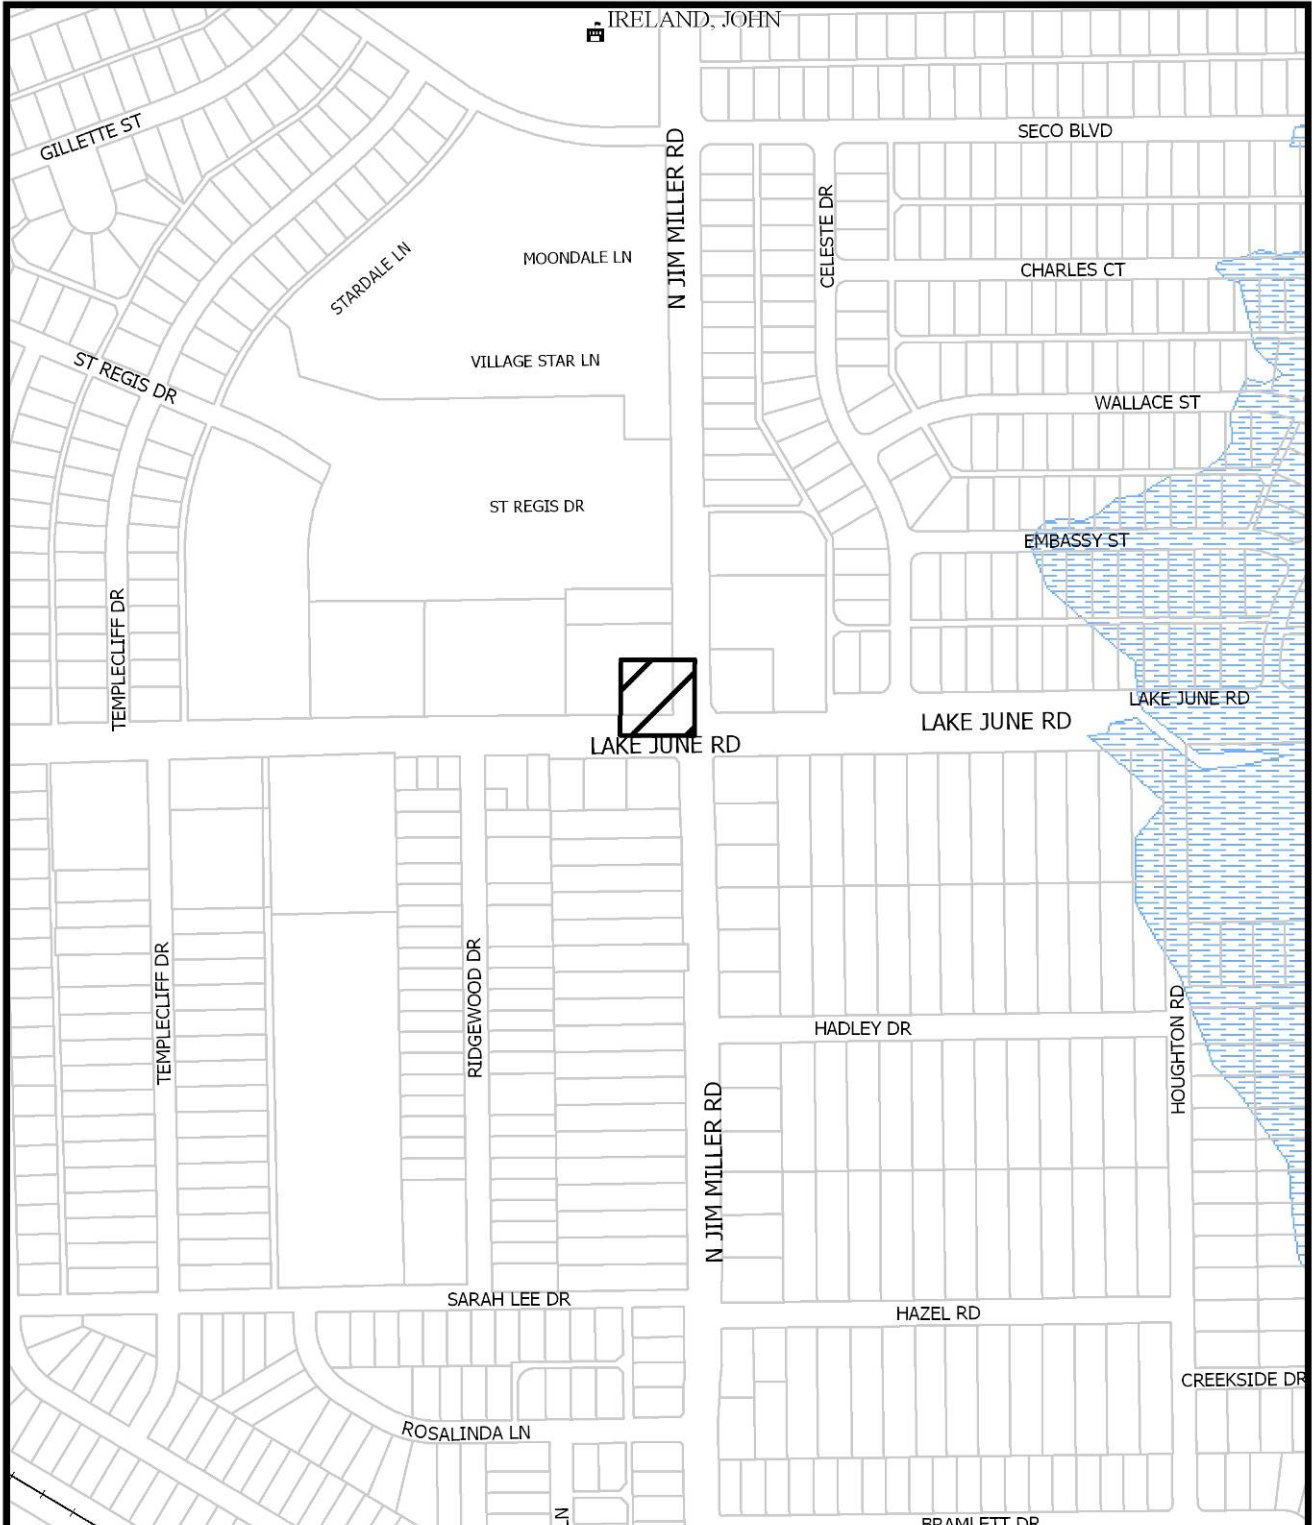 IRELAND, JOHN
GILLETTE ST
SECO BLVD
N JIM MILLER RD
CELESTE DR
STARDALE LN
MOONDALE LN
CHARLES CT
VILLAGE STAR LN
ST REGIS DR
WALLACE ST
ST REGIS DR
EMBASSY ST
TEMPLECLIFF DR
LAKE JUNE RD
LAKE JUNE RD
LAKE JUNE RD
TEMPLECLIFF DR
RIDGEWOOD DR
HADLEY DR
HOUGHTON RD
N JIM MILLER RD
SARAH LEE DR
HAZEL RD
CREEKSIDE DR
ROSALINDA LN
LN
BRAMLETT DR